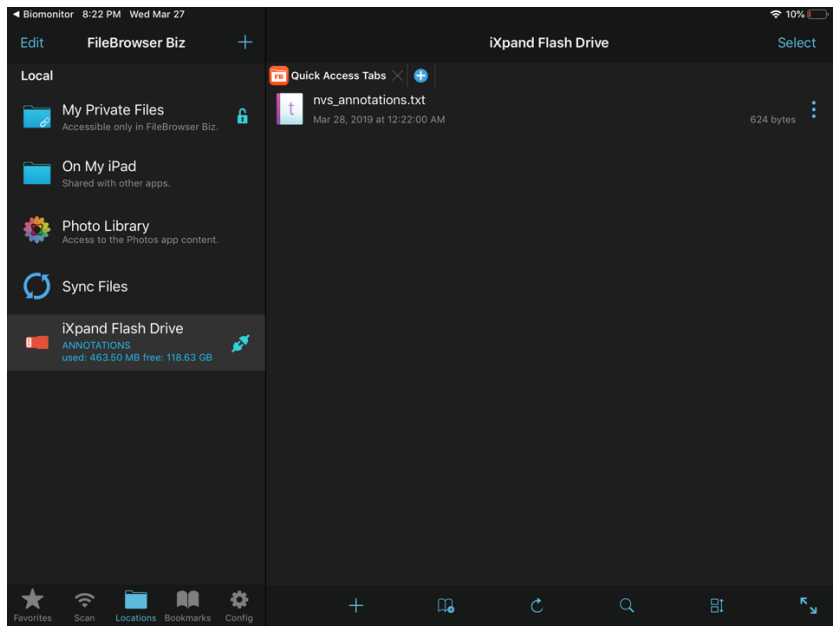 ◀ Biomonitor 8:22 PM Wed Mar 27
10%
Edit
FileBrowser Biz
iXpand Flash Drive
Select
Local
FB Quick Access Tabs
My Private Files
Accessible only in FileBrowser Biz.
t
nvs_annotations.txt
Mar 28, 2019 at 12:22:00 AM
624 bytes
On My iPad
Shared with other apps.
Photo Library
Access to the Photos app content.
Sync Files
iXpand Flash Drive
ANNOTATIONS
used: 463.50 MB free: 118.63 GB
Favorites
Scan
Locations
Bookmarks
Config